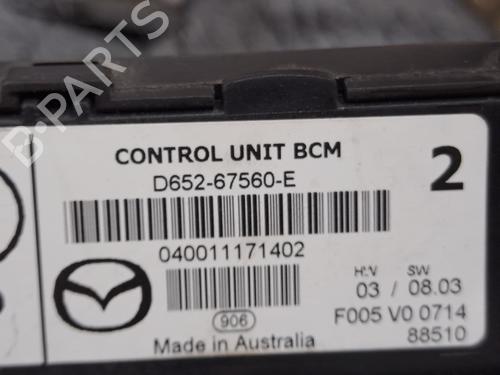 B-PARTS
CONTROL UNIT BCM
2
D652-67560-E
040011171402
H.V SW
03 / 08.03
906
F005 V0 0714
Made in Australia
88510